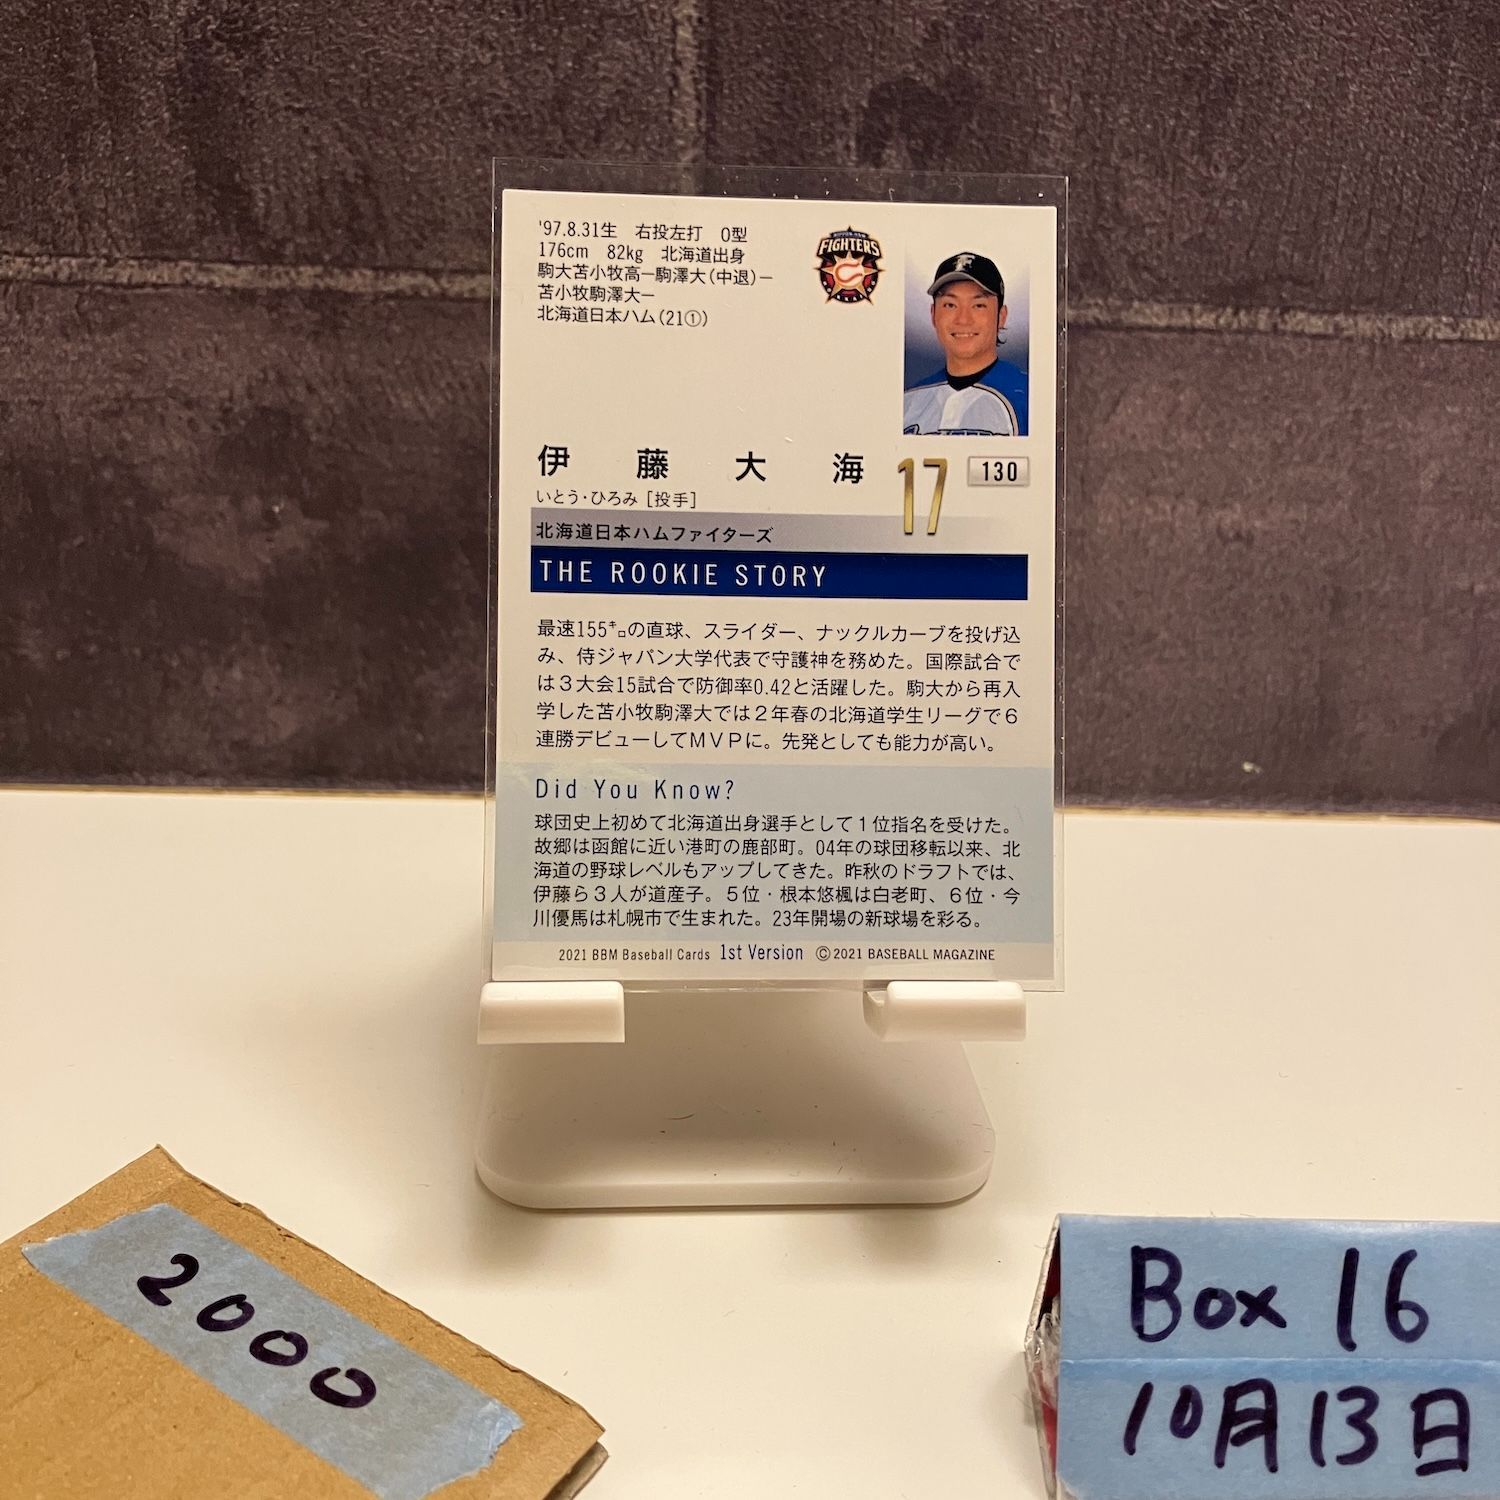 '97.8.31生 右投左打 O型
176cm 82kg 北海道出身
駒大苫小牧高ー駒澤大(中退)ー
苫小牧駒澤大ー
北海道日本ハム(21①)
FIGHTERS
伊藤大海 17 130
いとう・ひろみ [投手]
北海道日本ハムファイターズ
THE ROOKIE STORY
最速155㌔の直球、スライダー、ナックルカーブを投げ込
み、侍ジャパン大学代表で守護神を務めた。国際試合で
は3大会15試合で防御率0.42と活躍した。駒大から再入
学した苫小牧駒澤大では2年春の北海道学生リーグで6
連勝デビューしてMVPに。先発としても能力が高い。
Did You Know?
球団史上初めて北海道出身選手として1位指名を受けた。
故郷は函館に近い港町の鹿部町。04年の球団移転以来、北
海道の野球レベルもアップしてきた。昨秋のドラフトでは、
伊藤ら3人が道産子。5位・根本悠楓は白老町、6位・今
川優馬は札幌市で生まれた。23年開場の新球場を彩る。
2021 BBM Baseball Cards 1st Version ©2021 BASEBALL MAGAZINE
2000
Box 16
10月13日